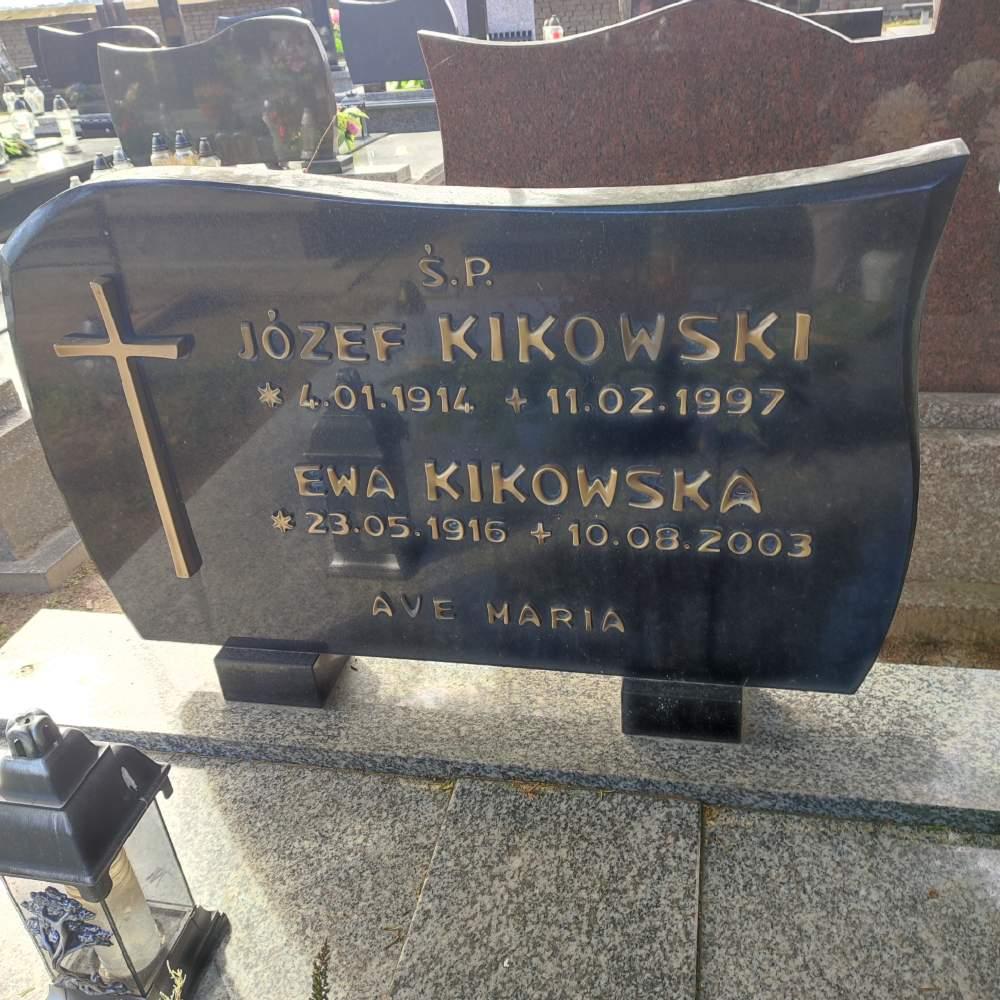 Ś.P.
JÓZEF KIKOWSKI
* 4.01.1914 + 11.02.1997
EWA KIKOWSKA
* 23.05.1916 + 10.08.2003
AVE MARIA